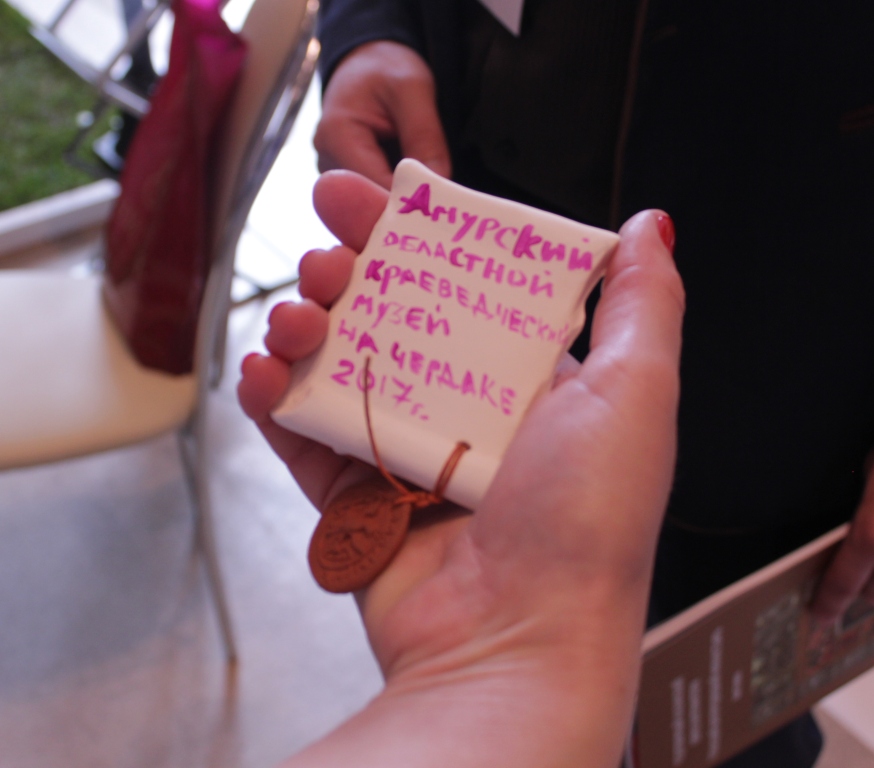 Амурский
областной
краеведческий
музей
на чердаке
2017г.